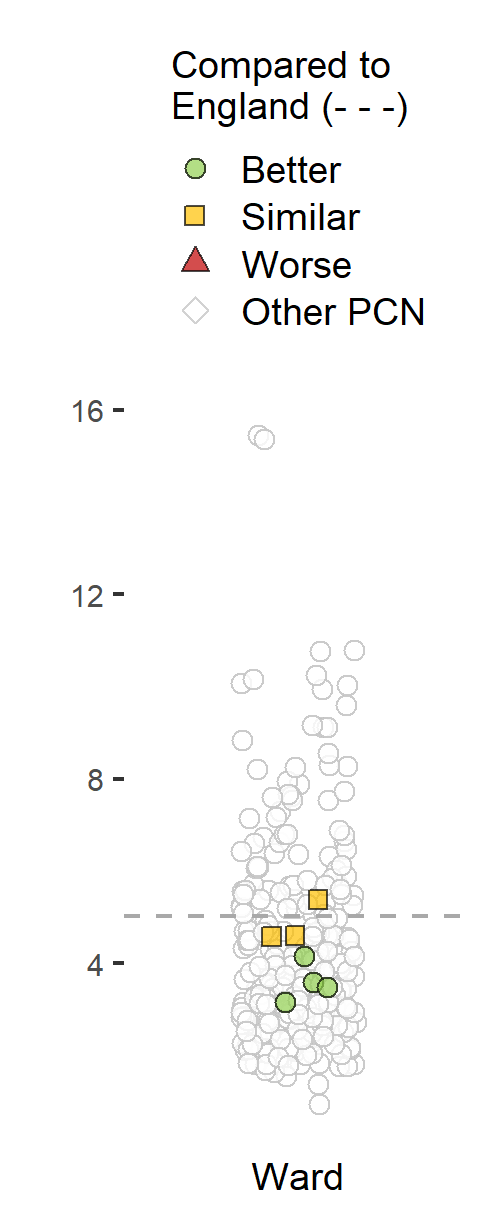 Compared to
England (- - -)
Better
Similar
Worse
Other PCN
16
12
8
4
Ward